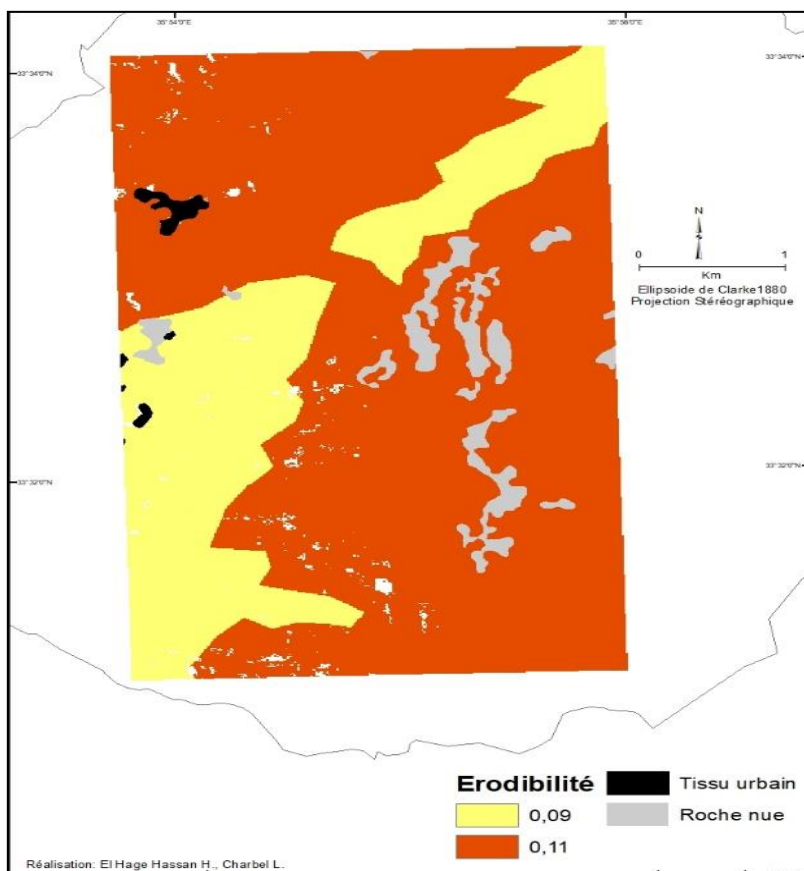 35°54'0"E
35°56'0"E
33°34'0"N
33°34'0"N
N
0 1
Km
Ellipsoide de Clarke1880
Projection Stéréographique
33°32'0"N
33°32'0"N
Erodibilité
0,09
0,11
Tissu urbain
Roche nue
Réalisation: El Hage Hassan H., Charbel L.